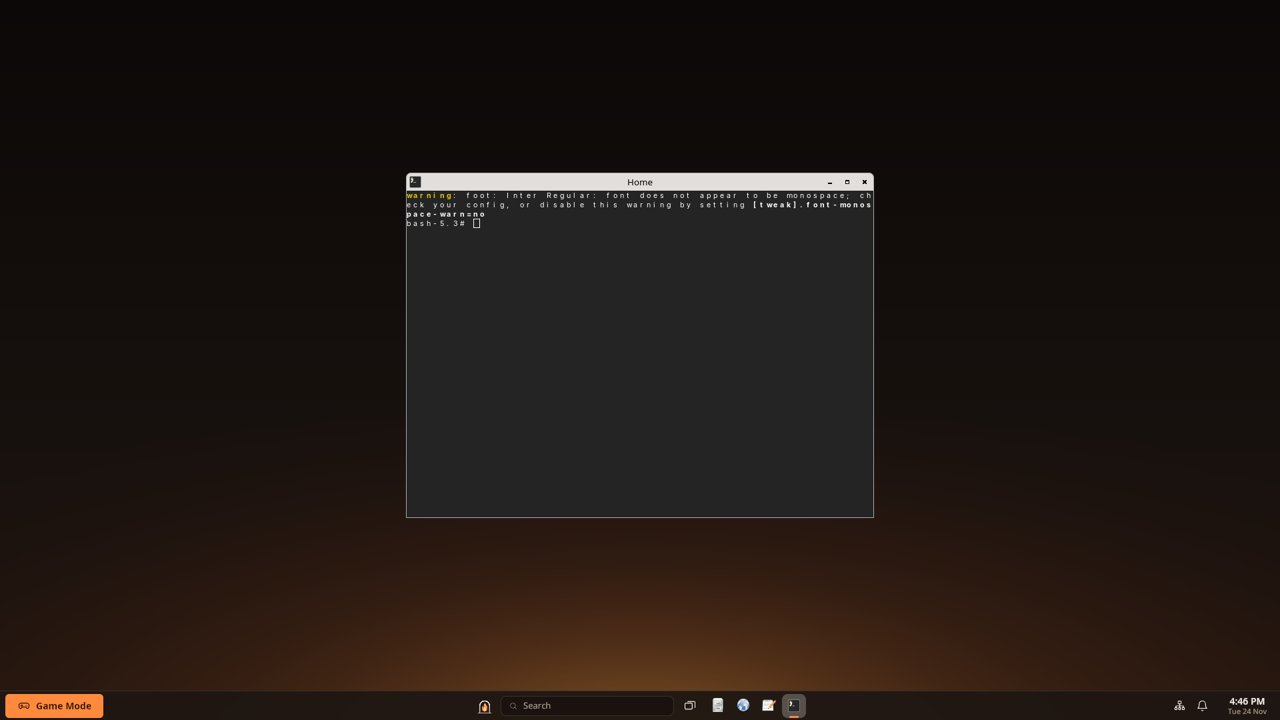 Home
warning: foot: Inter Regular: font does not appear to be monospace; ch
eck your config, or disable this warning by setting [tweak].font-monos
pace-warn=no
bash-5.3#
Game Mode
Search
4:46 PM
Tue 24 Nov